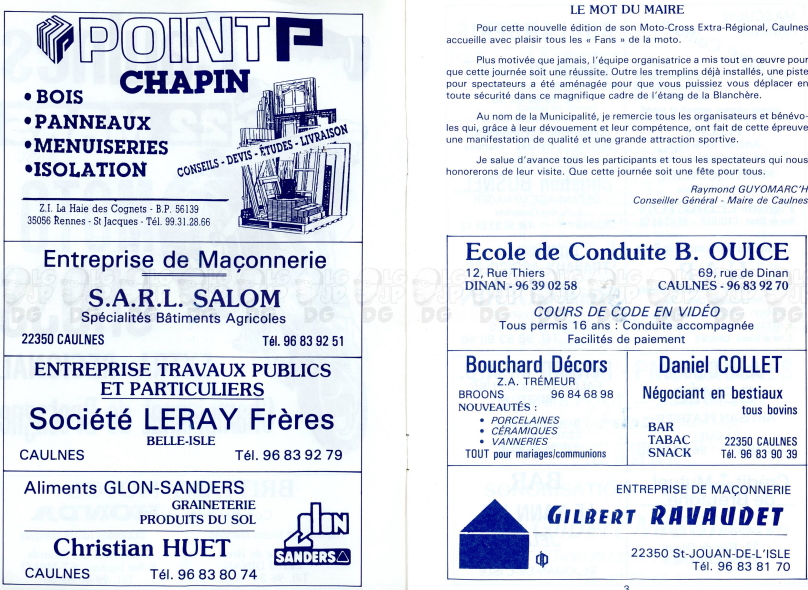 POINT P
CHAPIN
• BOIS
• PANNEAUX
• MENUISERIES
• ISOLATION
CONSEILS - DEVIS - ÉTUDES - LIVRAISON
Z.I. La Haie des Cognets - B.P. 56139
35056 Rennes - St Jacques - Tél. 99.31.28.66
Entreprise de Maçonnerie
S.A.R.L. SALOM
Spécialités Bâtiments Agricoles
22350 CAULNES Tél. 96 83 92 51
ENTREPRISE TRAVAUX PUBLICS
ET PARTICULIERS
Société LERAY Frères
BELLE-ISLE
CAULNES Tél. 96 83 92 79
Aliments GLON-SANDERS
GRAINETERIE
PRODUITS DU SOL
glon
SANDERS
Christian HUET
CAULNES Tél. 96 83 80 74
LE MOT DU MAIRE
Pour cette nouvelle édition de son Moto-Cross Extra-Régional, Caulnes
accueille avec plaisir tous les « Fans » de la moto.
Plus motivée que jamais, l'équipe organisatrice a mis tout en œuvre pour
que cette journée soit une réussite. Outre les tremplins déjà installés, une piste
pour spectateurs a été aménagée pour que vous puissiez vous déplacer en
toute sécurité dans ce magnifique cadre de l'étang de la Blanchère.
Au nom de la Municipalité, je remercie tous les organisateurs et bénévo-
les qui, grâce à leur dévouement et leur compétence, ont fait de cette épreuve
une manifestation de qualité et une grande attraction sportive.
Je salue d'avance tous les participants et tous les spectateurs qui nous
honorerons de leur visite. Que cette journée soit une fête pour tous.
Raymond GUYOMARC'H
Conseiller Général - Maire de Caulnes
Ecole de Conduite B. OUICE
12, Rue Thiers 69, rue de Dinan
DINAN - 96 39 02 58 CAULNES - 96 83 92 70
COURS DE CODE EN VIDÉO
Tous permis 16 ans : Conduite accompagnée
Facilités de paiement
Bouchard Décors
Z.A. TRÉMEUR
BROONS 96 84 68 98
NOUVEAUTÉS :
• PORCELAINES
• CÉRAMIQUES
• VANNERIES
TOUT pour mariages/communions
Daniel COLLET
Négociant en bestiaux
tous bovins
BAR
TABAC 22350 CAULNES
SNACK Tél. 96 83 90 39
ENTREPRISE DE MAÇONNERIE
GILBERT RAVAUDET
22350 St-JOUAN-DE-L'ISLE
Tél. 96 83 81 70
3